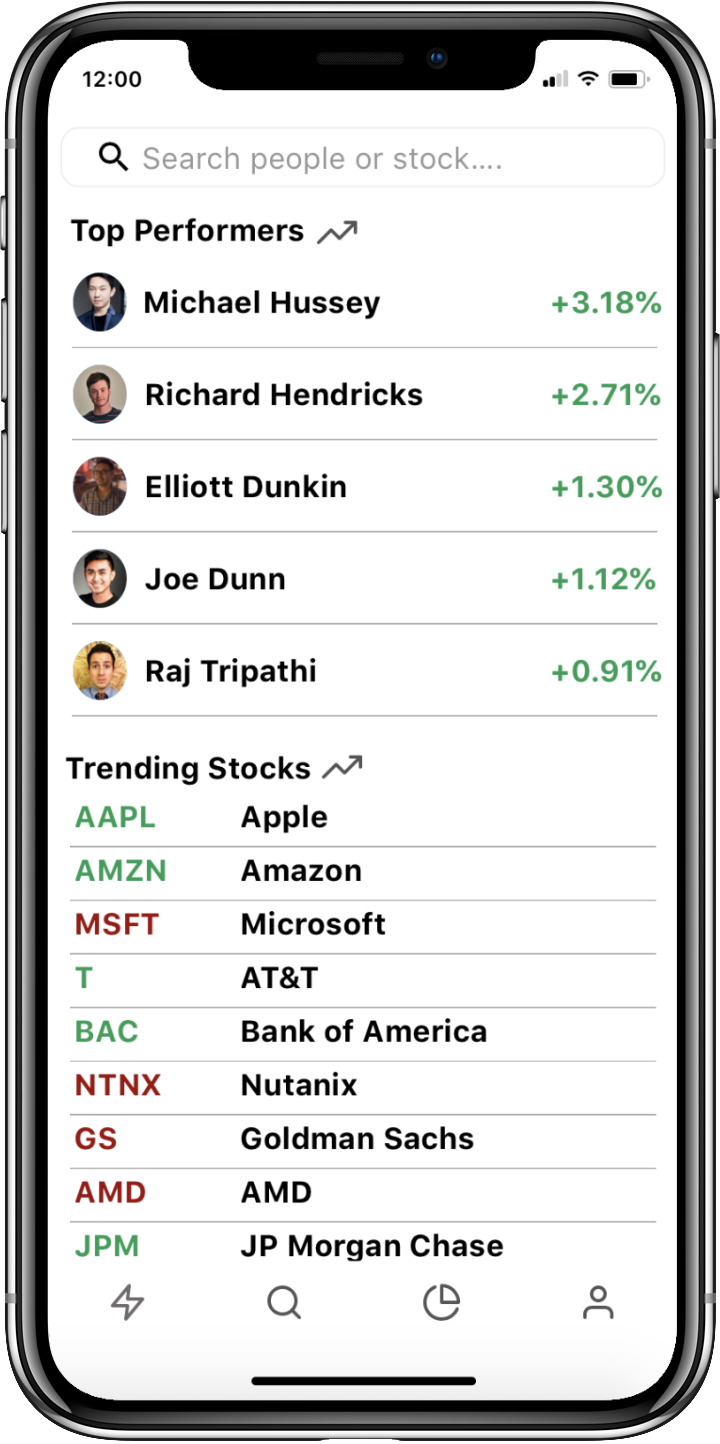 12:00
Search people or stock....
Top Performers
Michael Hussey +3.18%
Richard Hendricks +2.71%
Elliott Dunkin +1.30%
Joe Dunn +1.12%
Raj Tripathi +0.91%
Trending Stocks
AAPL Apple
AMZN Amazon
MSFT Microsoft
T AT&T
BAC Bank of America
NTNX Nutanix
GS Goldman Sachs
AMD AMD
JPM JP Morgan Chase